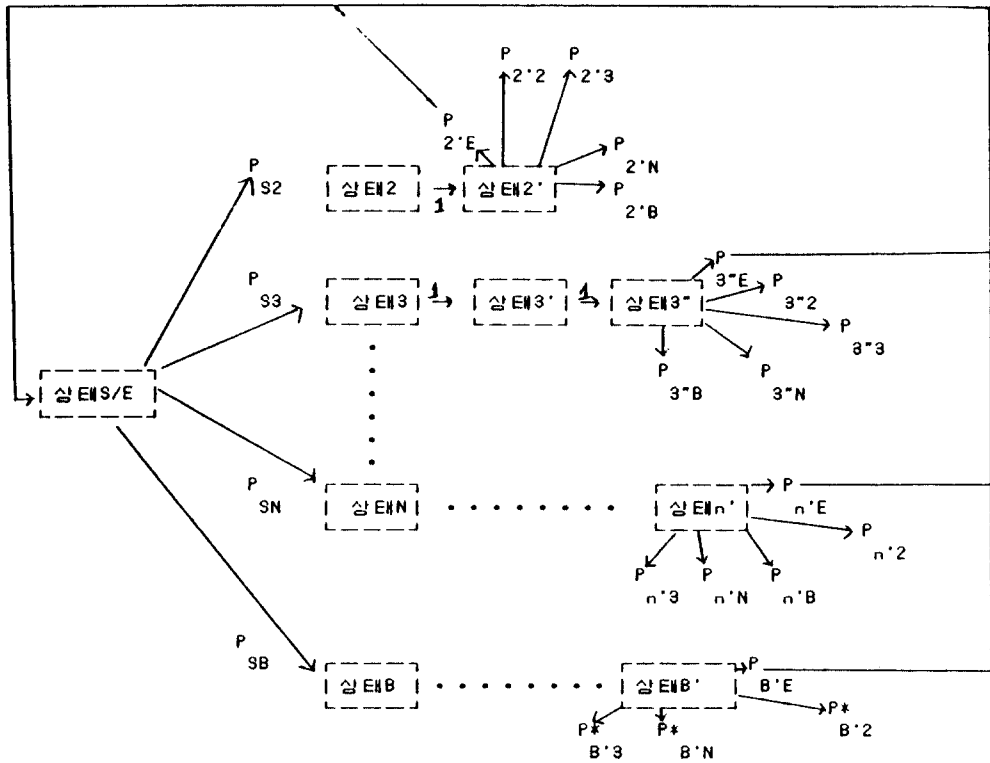 P 2'2
P 2'3
P 2'E
P 2'N
P 2'B
P S2
상태2
1
상태2'
P S3
상태3
1
상태3'
1
상태3"
P 3"E
P 3"2
P 3"3
P 3"B
P 3"N
상태S/E
P SN
상태N
상태n'
P n'E
P n'2
P n'3
P n'N
P n'B
P SB
상태B
상태B'
P B'E
P* B'2
P* B'3
P* B'N